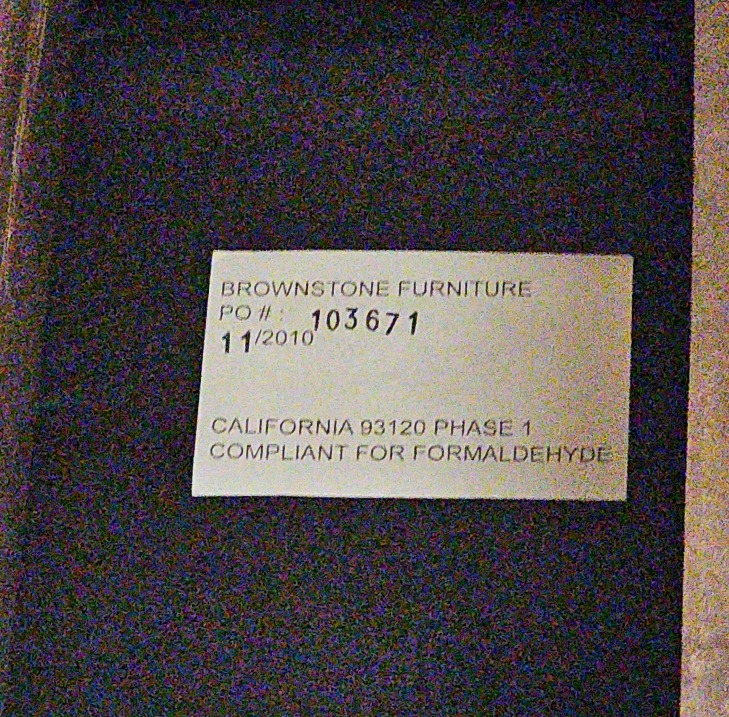 BROWNSTONE FURNITURE
PO # : 103671
11/2010
CALIFORNIA 93120 PHASE 1
COMPLIANT FOR FORMALDEHYDE